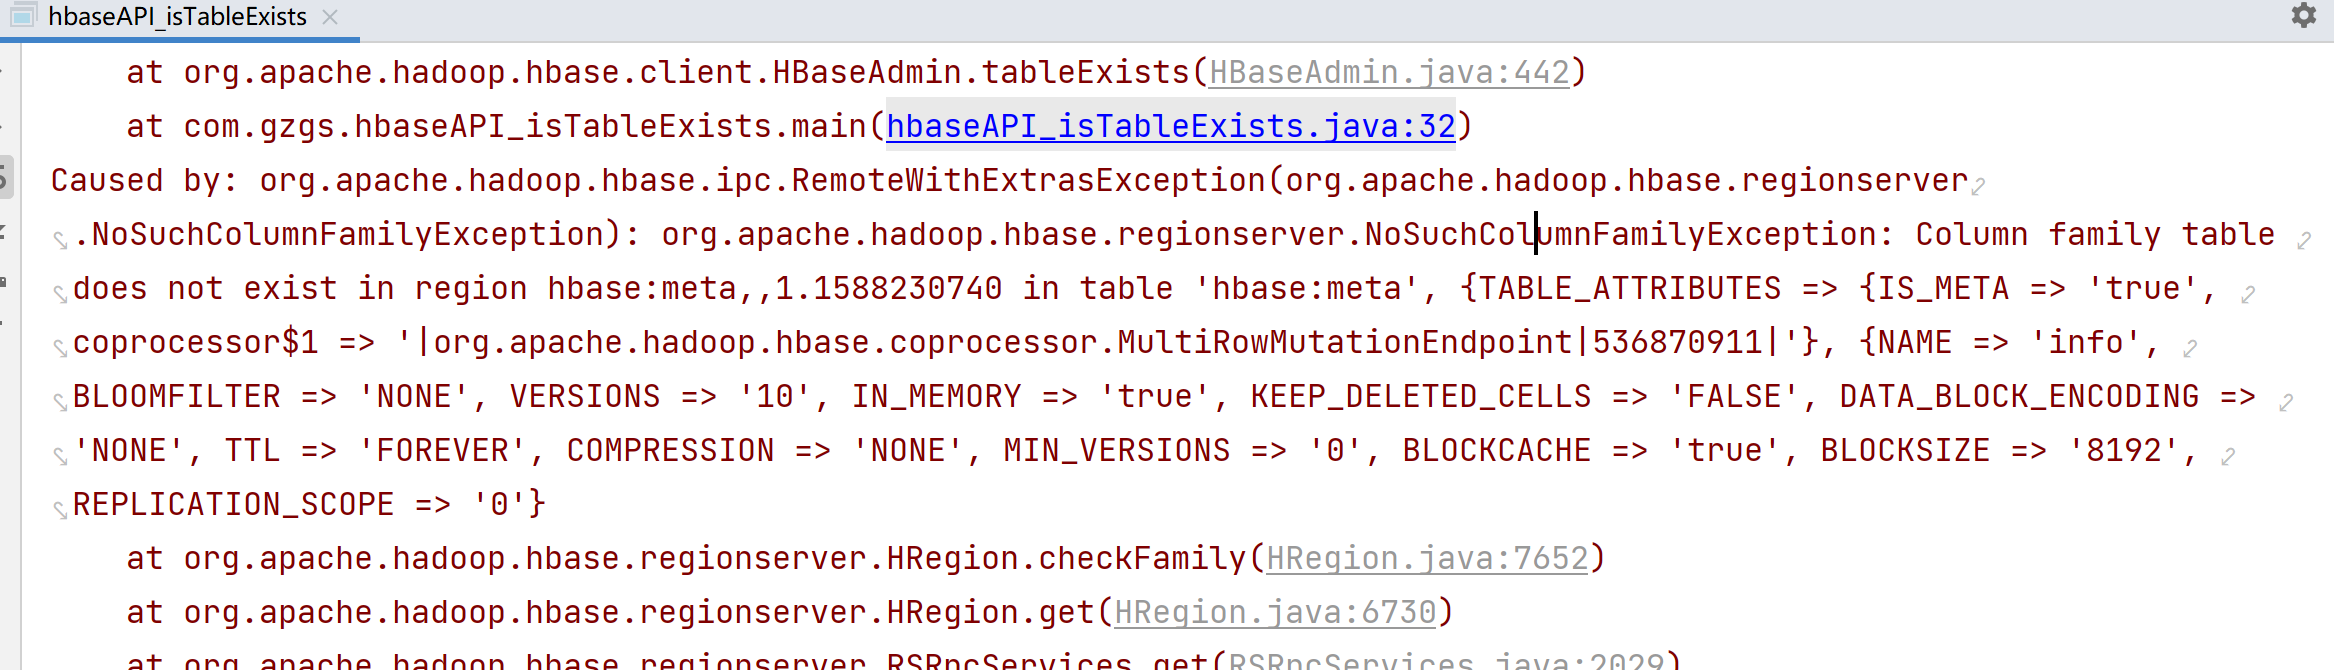 hbaseAPI_isTableExists
at org.apache.hadoop.hbase.client.HBaseAdmin.tableExists(HBaseAdmin.java:442)
at com.gzgs.hbaseAPI_isTableExists.main(hbaseAPI_isTableExists.java:32)
Caused by: org.apache.hadoop.hbase.ipc.RemoteWithExtrasException(org.apache.hadoop.hbase.regionserver
.NoSuchColumnFamilyException): org.apache.hadoop.hbase.regionserver.NoSuchColumnFamilyException: Column family table
does not exist in region hbase:meta,,1.1588230740 in table 'hbase:meta', {TABLE_ATTRIBUTES => {IS_META => 'true',
coprocessor$1 => '|org.apache.hadoop.hbase.coprocessor.MultiRowMutationEndpoint|536870911|'}, {NAME => 'info',
BLOOMFILTER => 'NONE', VERSIONS => '10', IN_MEMORY => 'true', KEEP_DELETED_CELLS => 'FALSE', DATA_BLOCK_ENCODING =>
'NONE', TTL => 'FOREVER', COMPRESSION => 'NONE', MIN_VERSIONS => '0', BLOCKCACHE => 'true', BLOCKSIZE => '8192',
REPLICATION_SCOPE => '0'}
at org.apache.hadoop.hbase.regionserver.HRegion.checkFamily(HRegion.java:7652)
at org.apache.hadoop.hbase.regionserver.HRegion.get(HRegion.java:6730)
at org.apache.hadoop.hbase.regionserver.RSRpcServices.get(RSRpcServices.java:2029)